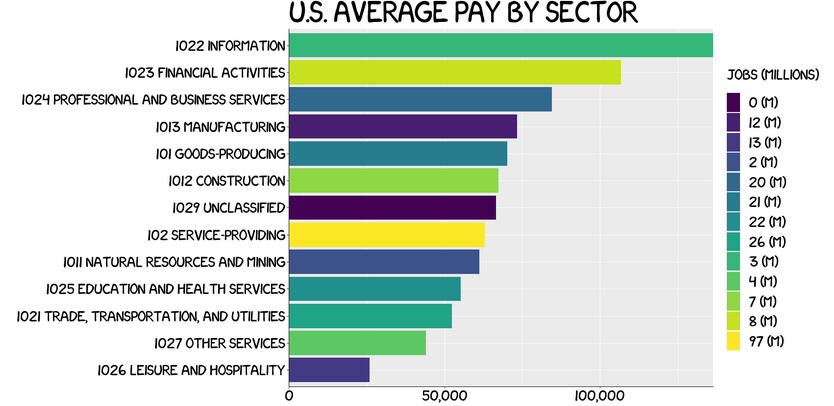 U.S. AVERAGE PAY BY SECTOR
1022 INFORMATION
1023 FINANCIAL ACTIVITIES
1024 PROFESSIONAL AND BUSINESS SERVICES
1013 MANUFACTURING
101 GOODS-PRODUCING
1012 CONSTRUCTION
1029 UNCLASSIFIED
102 SERVICE-PROVIDING
1011 NATURAL RESOURCES AND MINING
1025 EDUCATION AND HEALTH SERVICES
1021 TRADE, TRANSPORTATION, AND UTILITIES
1027 OTHER SERVICES
1026 LEISURE AND HOSPITALITY
0 50,000 100,000
JOBS (MILLIONS)
0 (M)
12 (M)
13 (M)
2 (M)
20 (M)
21 (M)
22 (M)
26 (M)
3 (M)
4 (M)
7 (M)
8 (M)
97 (M)